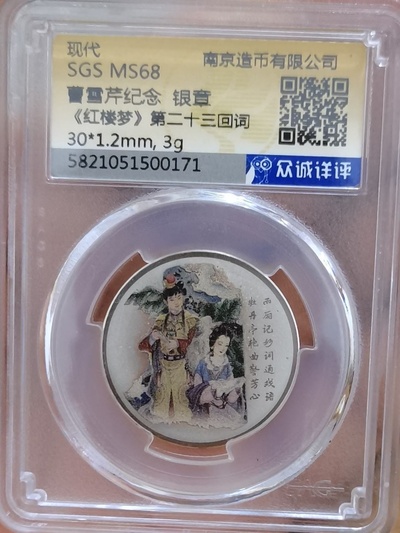 现代
南京造币有限公司
SGS MS68
曹雪芹纪念 银章
《红楼梦》第二十三回词
30*1.2mm, 3g
5821051500171
众诚详评
西厢记妙词通戏语
牡丹亭艳曲警芳心